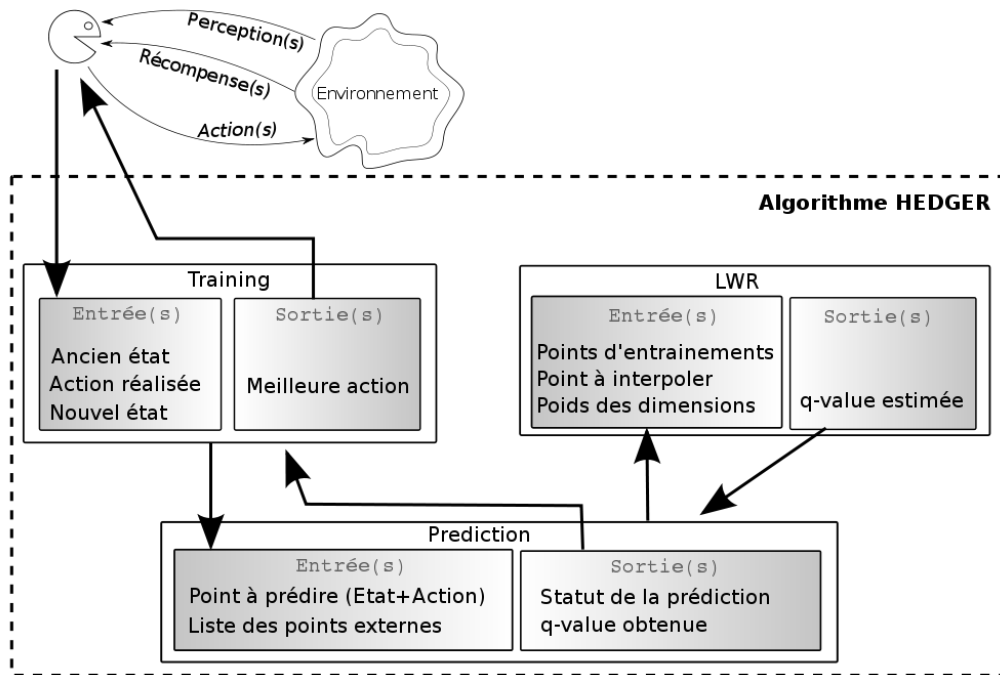 Perception(s)
Récompense(s)
Environnement
Action(s)
Algorithme HEDGER
Training
Entrée(s)
Ancien état
Action réalisée
Nouvel état
Sortie(s)
Meilleure action
LWR
Entrée(s)
Points d'entrainements
Point à interpoler
Poids des dimensions
Sortie(s)
q-value estimée
Prediction
Entrée(s)
Point à prédire (Etat+Action)
Liste des points externes
Sortie(s)
Statut de la prédiction
q-value obtenue